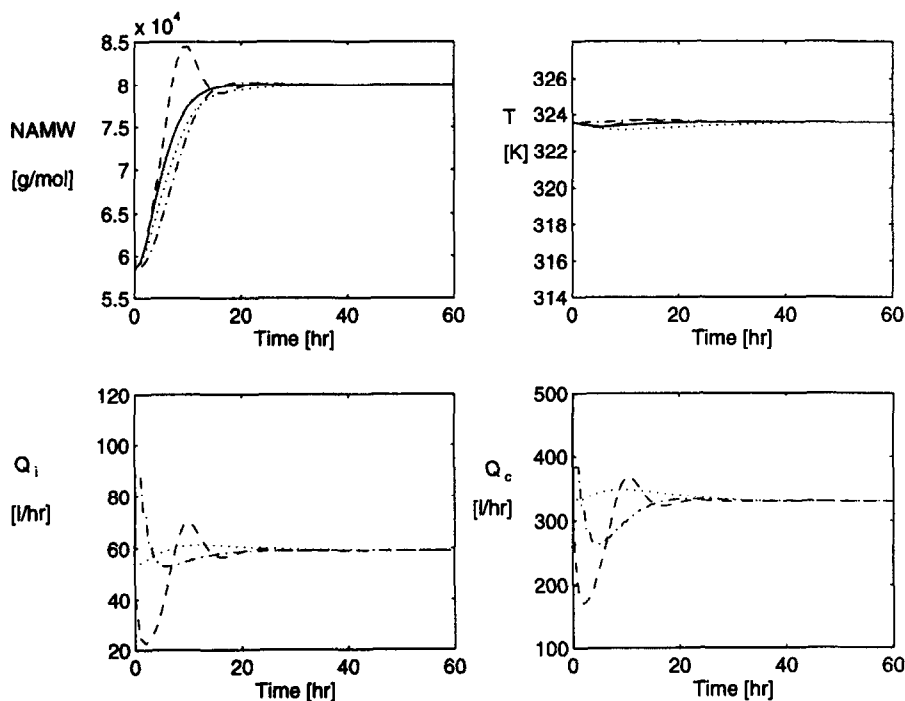 x 10⁴
8.5
8
7.5
7
6.5
6
5.5
NAMW
[g/mol]
0 20 40 60
Time [hr]
326
324
322
320
318
316
314
T
[K]
0 20 40 60
Time [hr]
120
100
80
60
40
20
Q i
[l/hr]
0 20 40 60
Time [hr]
500
400
300
200
100
Q c
[l/hr]
0 20 40 60
Time [hr]